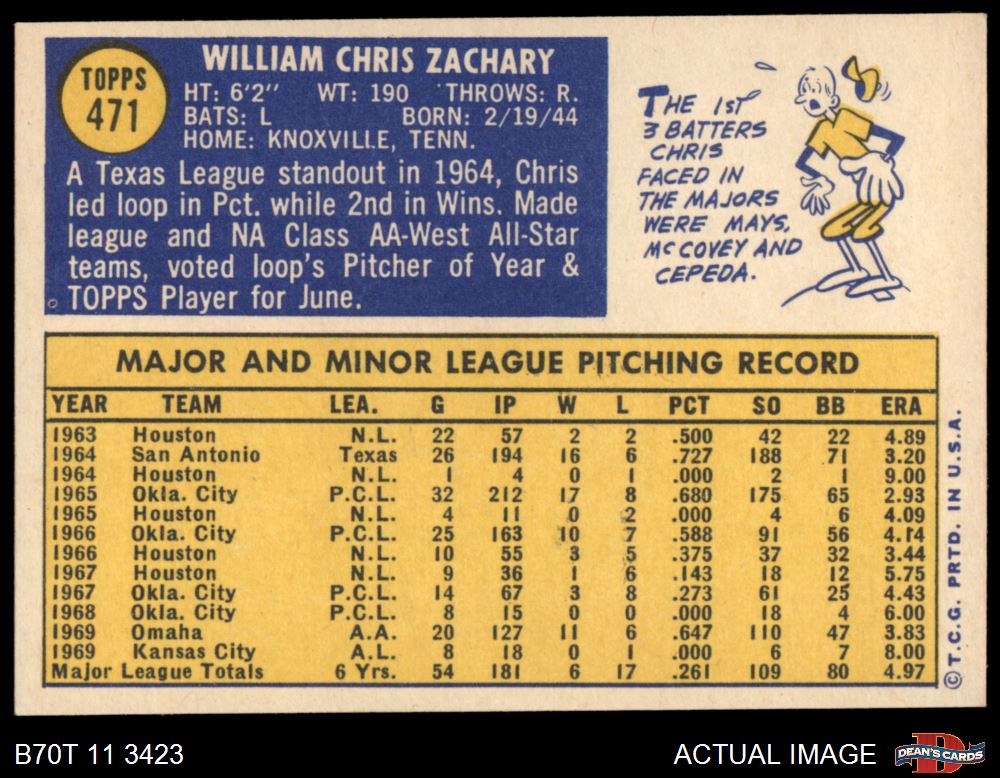 TOPPS
471
WILLIAM CHRIS ZACHARY
HT: 6'2" WT: 190 THROWS: R.
BATS: L BORN: 2/19/44
HOME: KNOXVILLE, TENN.
A Texas League standout in 1964, Chris
led loop in Pct. while 2nd in Wins. Made
league and NA Class AA-West All-Star
teams, voted loop's Pitcher of Year &
TOPPS Player for June.
THE 1ST
3 BATTERS
CHRIS
FACED IN
THE MAJORS
WERE MAYS,
McCOVEY AND
CEPEDA.
MAJOR AND MINOR LEAGUE PITCHING RECORD
YEAR TEAM LEA. G IP W L PCT SO BB ERA
1963 Houston N.L. 22 57 2 2 .500 42 22 4.89
1964 San Antonio Texas 26 194 16 6 .727 188 71 3.20
1964 Houston N.L. 1 4 0 1 .000 2 1 9.00
1965 Okla. City P.C.L. 32 212 17 8 .680 175 65 2.93
1965 Houston N.L. 4 11 0 2 .000 4 6 4.09
1966 Okla. City P.C.L. 25 163 10 7 .588 91 56 4.14
1966 Houston N.L. 10 55 3 5 .375 37 32 3.44
1967 Houston N.L. 9 36 1 6 .143 18 12 5.75
1967 Okla. City P.C.L. 14 67 3 8 .273 61 25 4.43
1968 Okla. City P.C.L. 8 15 0 0 .000 18 4 6.00
1969 Omaha A.A. 20 127 11 6 .647 110 47 3.83
1969 Kansas City A.L. 8 18 0 1 .000 6 7 8.00
Major League Totals 6 Yrs. 54 181 6 17 .261 109 80 4.97
© T.C.G. PRTD. IN U.S.A.
B70T 11 3423
ACTUAL IMAGE
DEAN'S CARDS